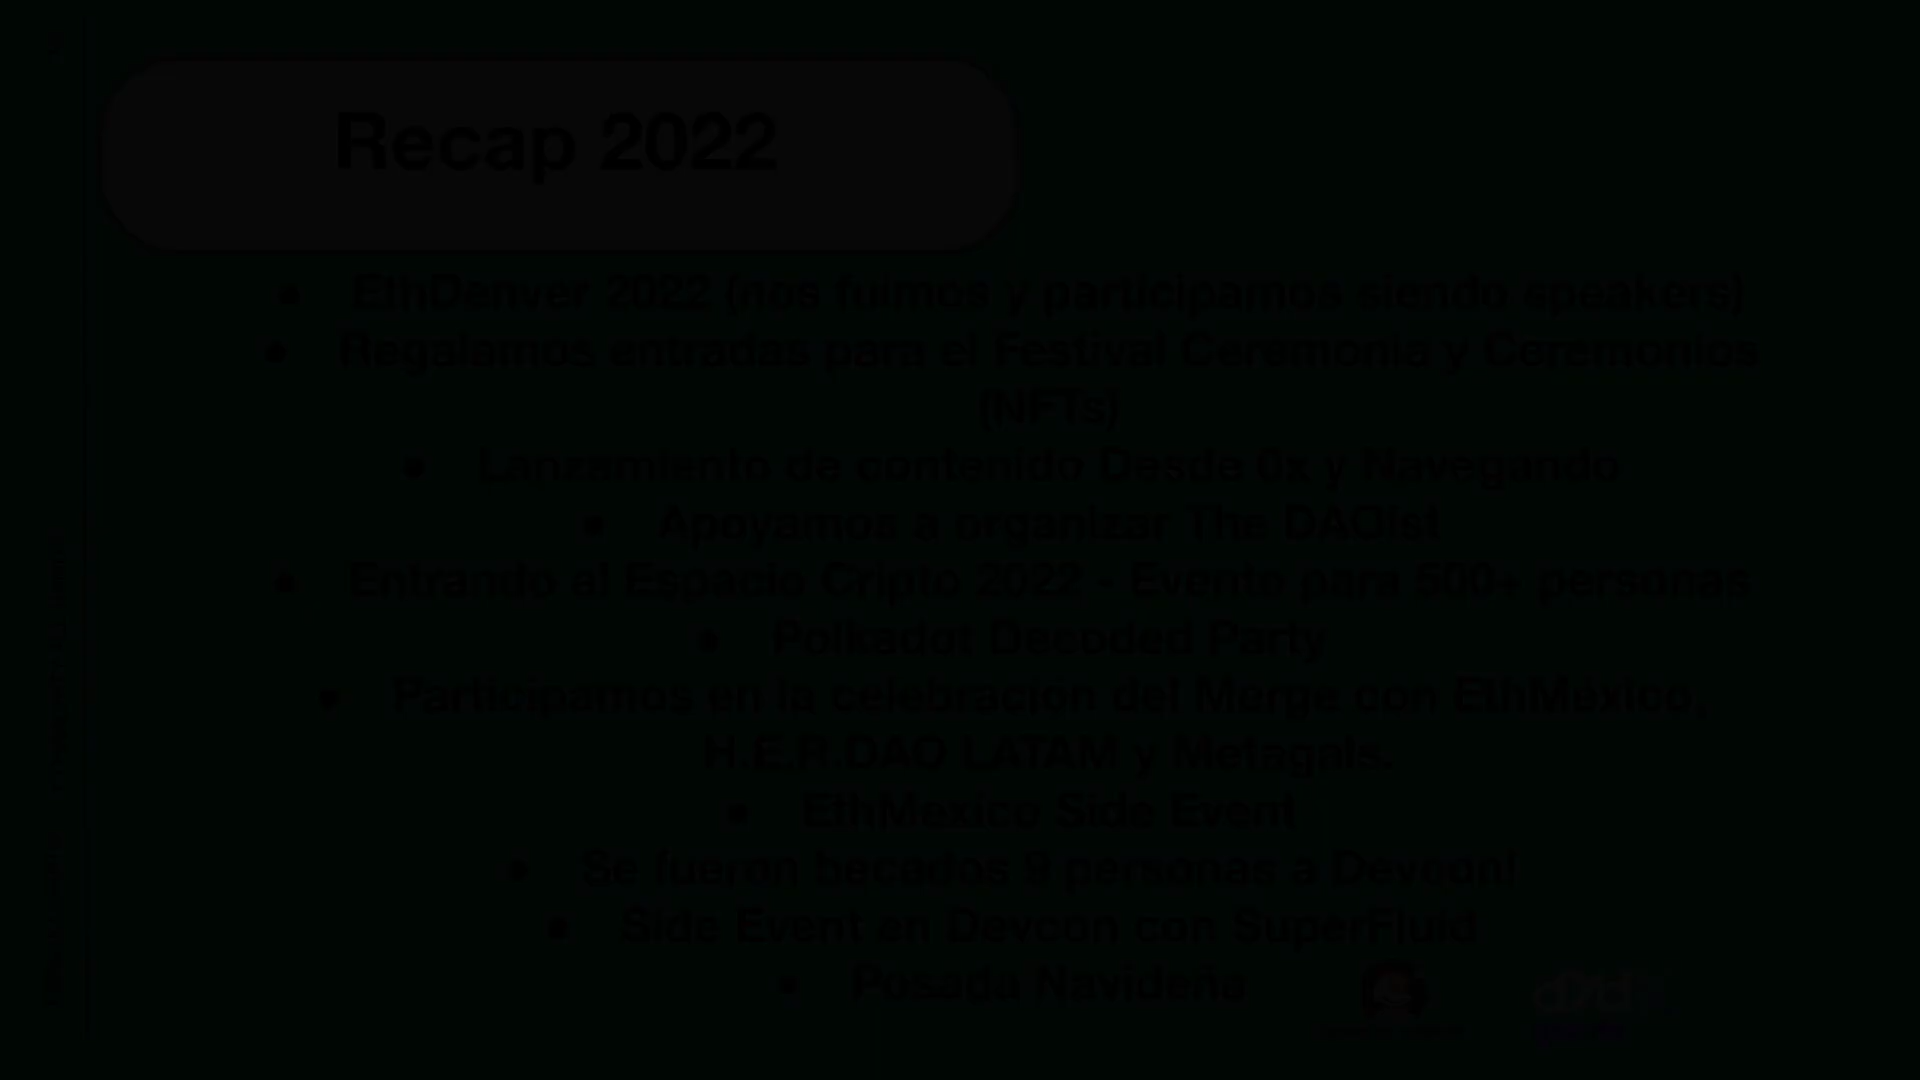 Recap 2022
● EthDenver 2022 (nos fuimos y participamos siendo speakers)
● Regalamos entradas para el Festival Ceremonia y Ceremonios
(NFTs)
● Lanzamiento de contenido Desde 0x y Navegando
● Apoyamos a organizar The DAOist
● Entrando al Espacio Cripto 2022 - Evento para 500+ personas
● Polkadot Decoded Party
● Participamos en la celebración del Merge con EthMéxico,
H.E.R.DAO LATAM y Metagals.
● EthMexico Side Event
● Se fueron becados 9 personas a Devcon!
● Side Event en Devcon con SuperFluid
● Posada Navideña